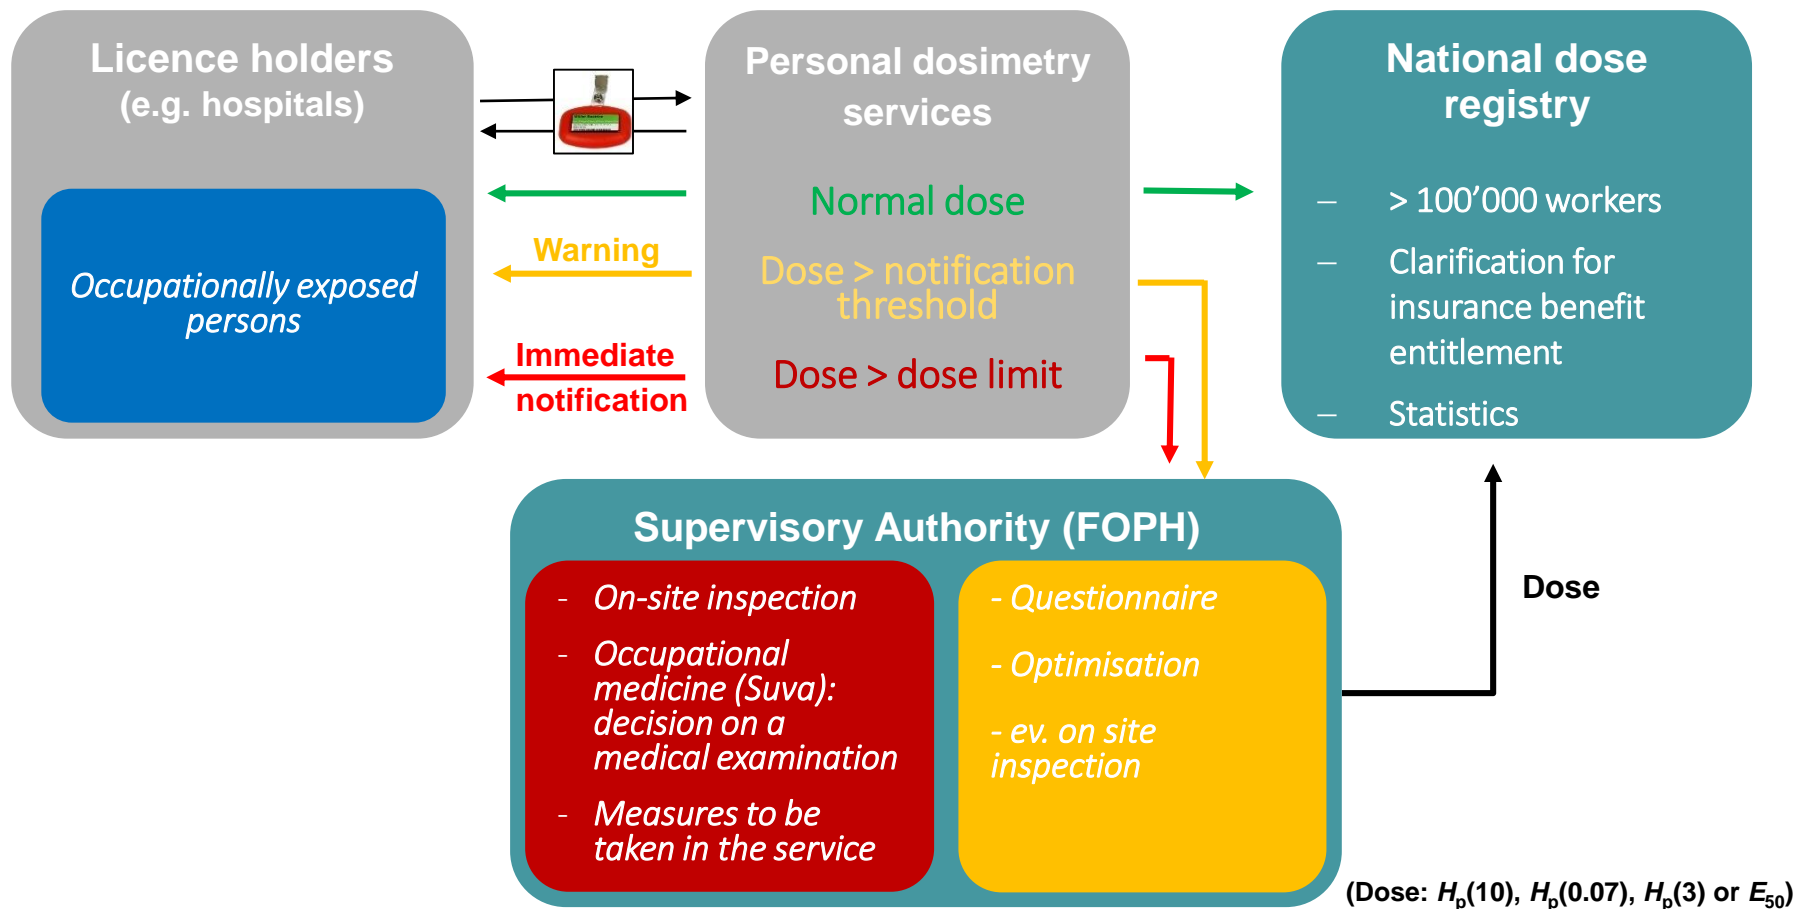 Licence holders
(e.g. hospitals)
Occupationally exposed
persons
Warning
Immediate
notification
Personal dosimetry
services
Normal dose
Dose > notification
threshold
Dose > dose limit
National dose
registry
– > 100’000 workers
– Clarification for
insurance benefit
entitlement
– Statistics
Supervisory Authority (FOPH)
- On-site inspection
- Occupational
medicine (Suva):
decision on a
medical examination
- Measures to be
taken in the service
- Questionnaire
- Optimisation
- ev. on site
inspection
Dose
(Dose: Hp(10), Hp(0.07), Hp(3) or E50)